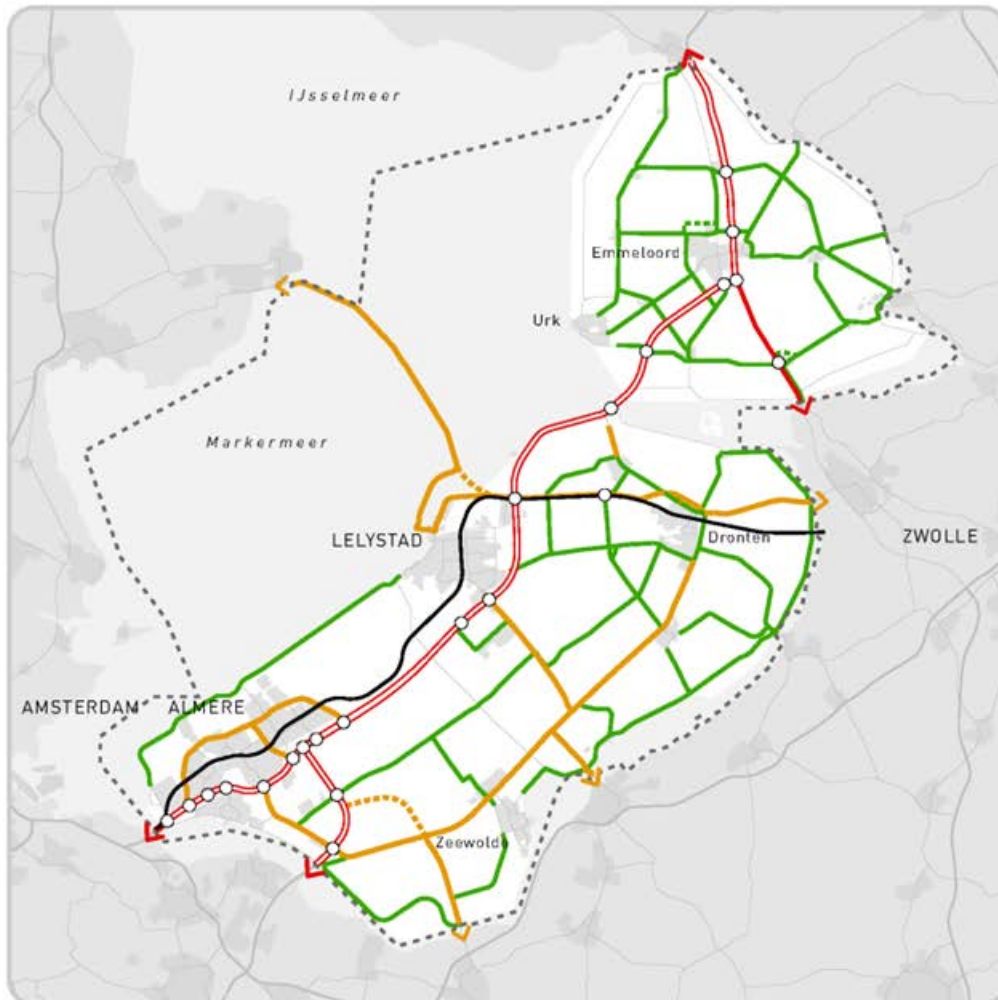 IJsselmeer
Emmeloord
Urk
Markermeer
LELYSTAD
Dronten
ZWOLLE
AMSTERDAM
ALMERE
Zeewolde